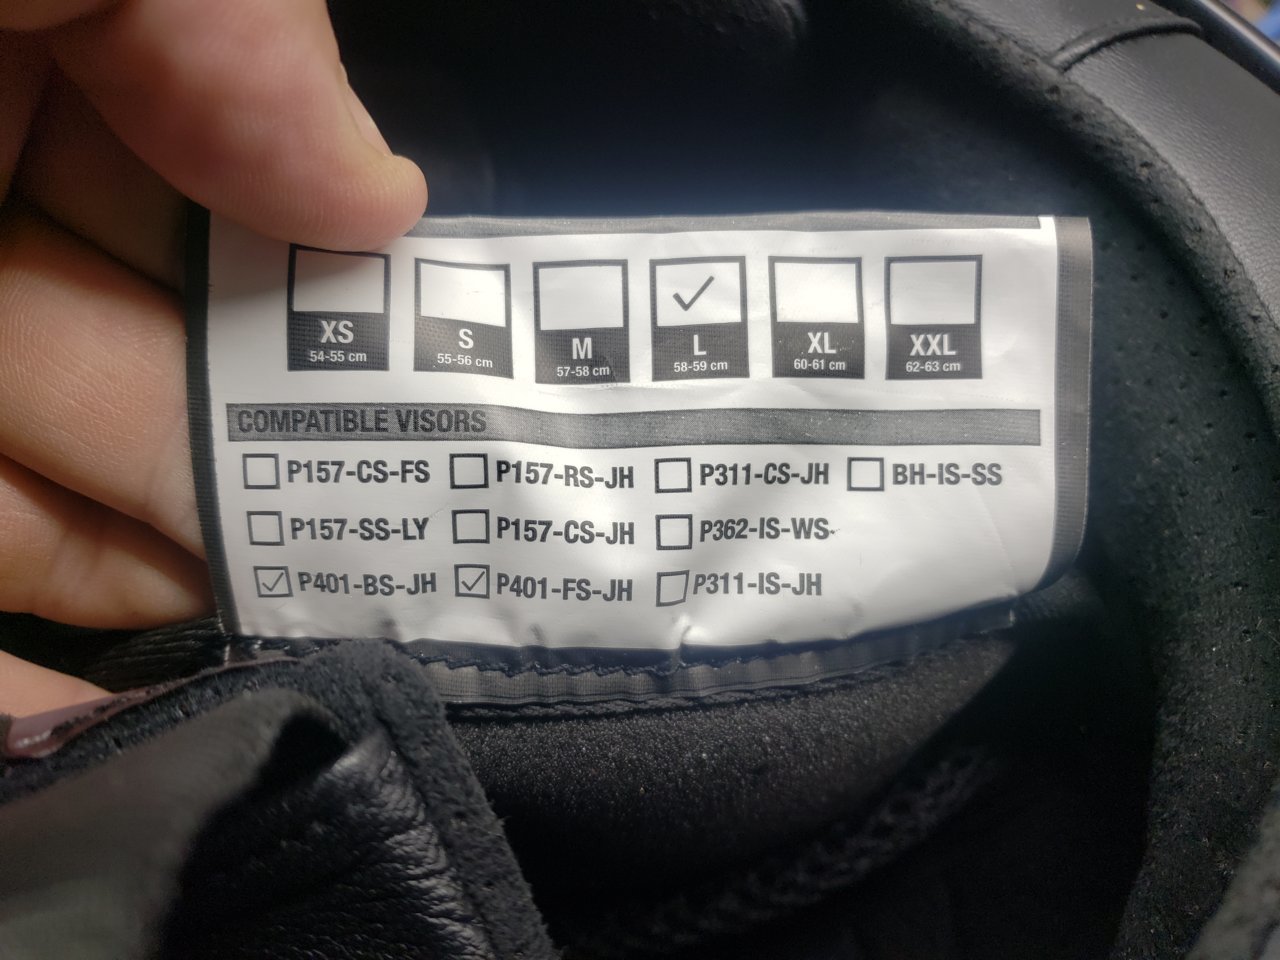 XS S M L XL XXL
54-55 cm 55-56 cm 57-58 cm 58-59 cm 60-61 cm 62-63 cm
COMPATIBLE VISORS
P157-CS-FS P157-RS-JH P311-CS-JH BH-IS-SS
P157-SS-LY P157-CS-JH P362-IS-WS
P401-BS-JH P401-FS-JH P311-IS-JH